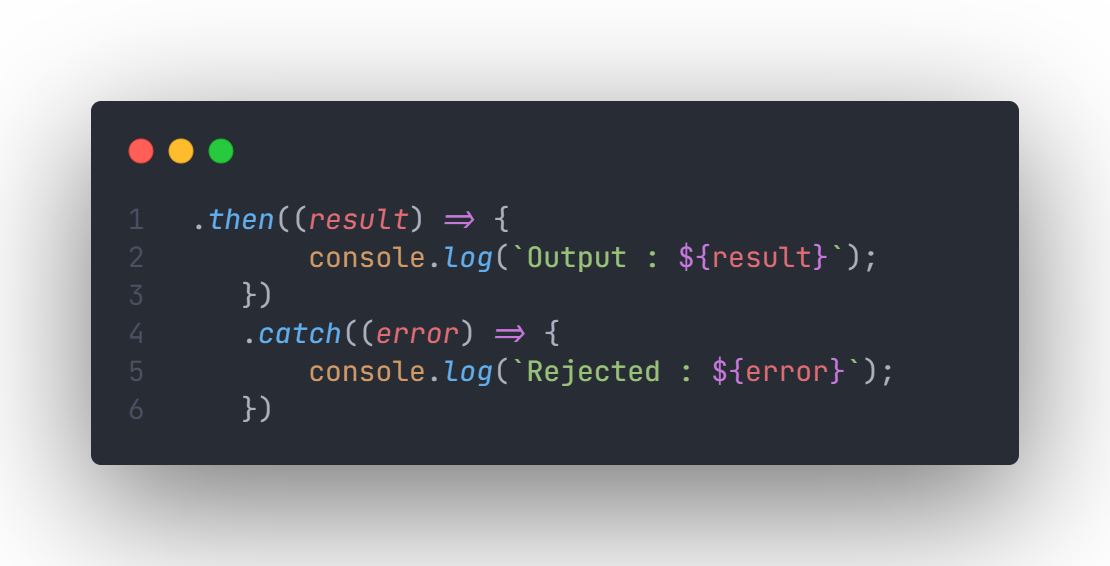 1 .then((result) => {
2 console.log(`Output : ${result}`);
3 })
4 .catch((error) => {
5 console.log(`Rejected : ${error}`);
6 })